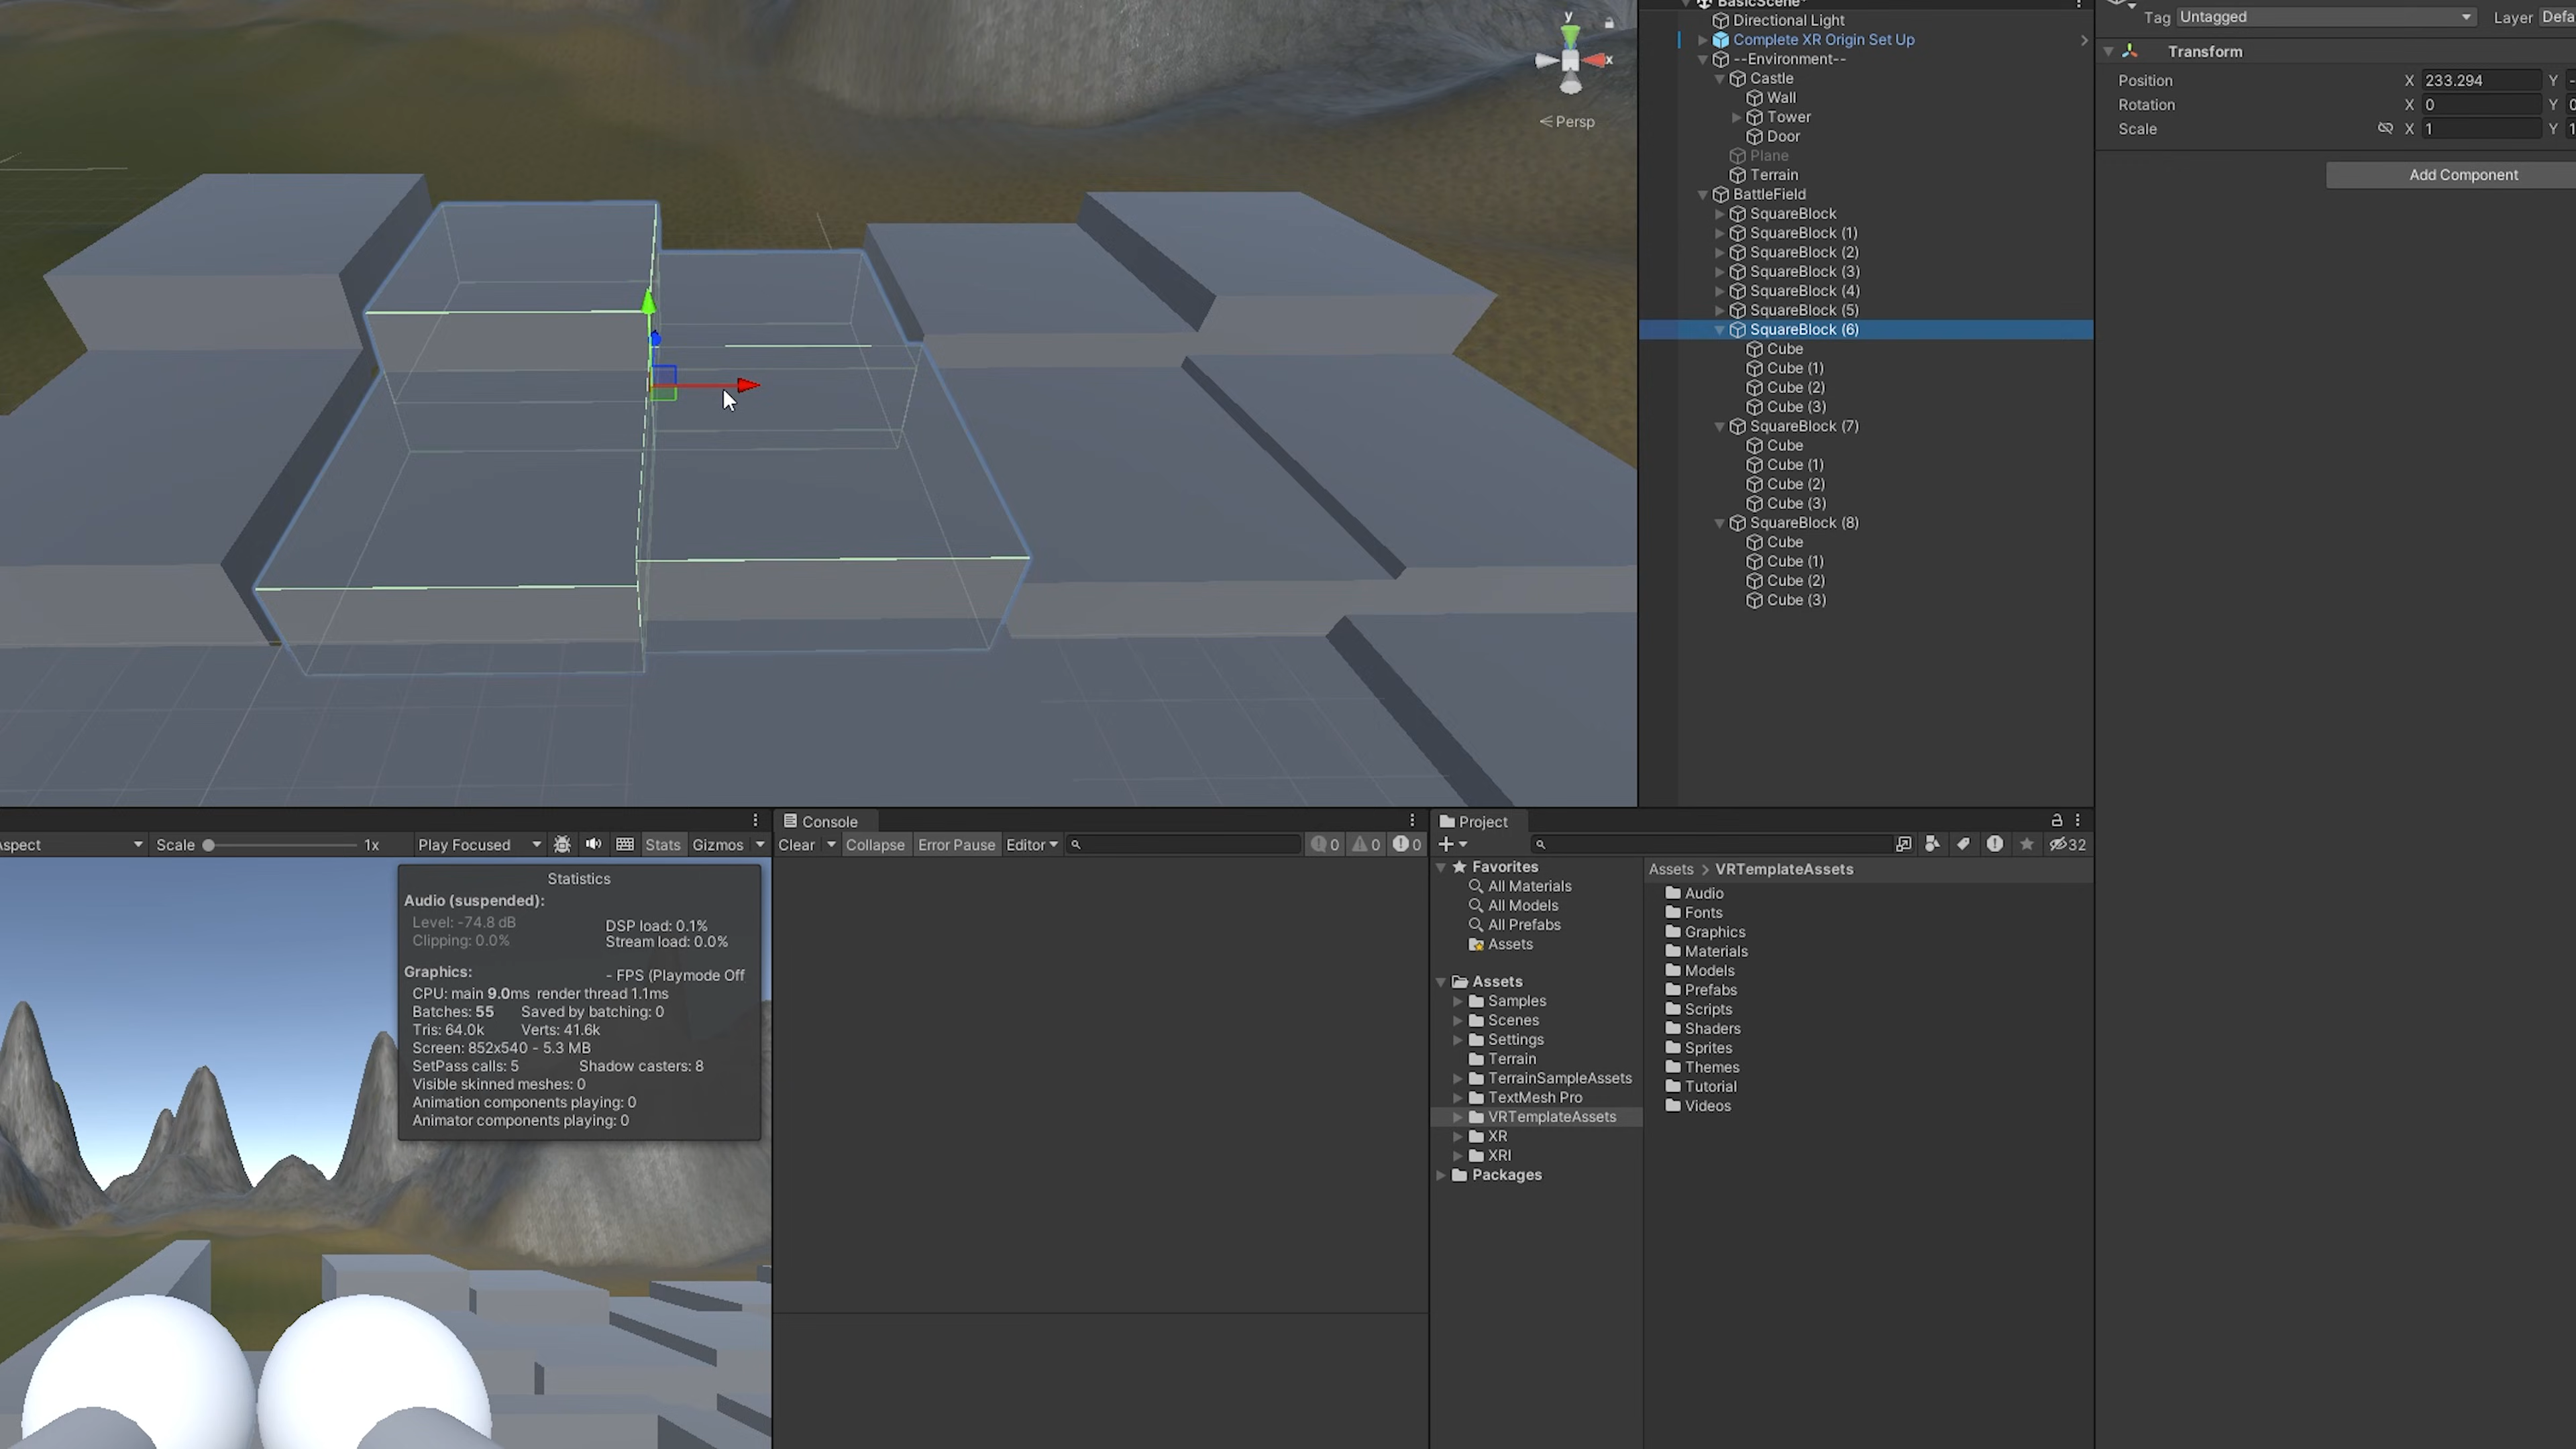 y
x
Persp
BasicScene*
Directional Light
Complete XR Origin Set Up
--Environment--
Castle
Wall
Tower
Door
Plane
Terrain
BattleField
SquareBlock
SquareBlock (1)
SquareBlock (2)
SquareBlock (3)
SquareBlock (4)
SquareBlock (5)
SquareBlock (6)
Cube
Cube (1)
Cube (2)
Cube (3)
SquareBlock (7)
Cube
Cube (1)
Cube (2)
Cube (3)
SquareBlock (8)
Cube
Cube (1)
Cube (2)
Cube (3)
Tag Untagged Layer Defa
Transform
Position X 233.294 Y -
Rotation X 0 Y 0
Scale X 1 Y 1
Add Component
Aspect Scale 1x Play Focused Stats Gizmos
Statistics
Audio (suspended):
Level: -74.8 dB DSP load: 0.1%
Clipping: 0.0% Stream load: 0.0%
Graphics: - FPS (Playmode Off
CPU: main 9.0ms render thread 1.1ms
Batches: 55 Saved by batching: 0
Tris: 64.0k Verts: 41.6k
Screen: 852x540 - 5.3 MB
SetPass calls: 5 Shadow casters: 8
Visible skinned meshes: 0
Animation components playing: 0
Animator components playing: 0
Console
Clear Collapse Error Pause Editor 0 0 0
Project
32
Favorites
All Materials
All Models
All Prefabs
Assets
Assets
Samples
Scenes
Settings
Terrain
TerrainSampleAssets
TextMesh Pro
VRTemplateAssets
XR
XRI
Packages
Assets > VRTemplateAssets
Audio
Fonts
Graphics
Materials
Models
Prefabs
Scripts
Shaders
Sprites
Themes
Tutorial
Videos